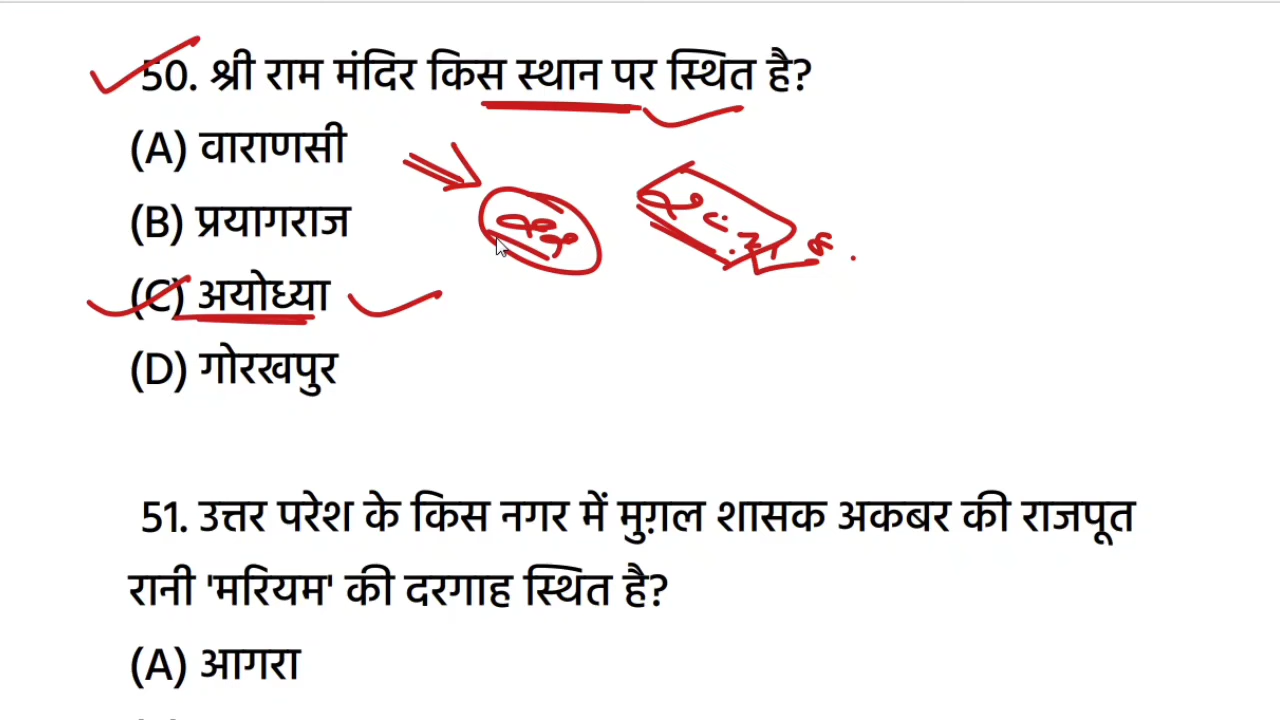 50. श्री राम मंदिर किस स्थान पर स्थित है?
(A) वाराणसी
(B) प्रयागराज
(C) अयोध्या
(D) गोरखपुर
51. उत्तर परेश के किस नगर में मुग़ल शासक अकबर की राजपूत
रानी 'मरियम' की दरगाह स्थित है?
(A) आगरा